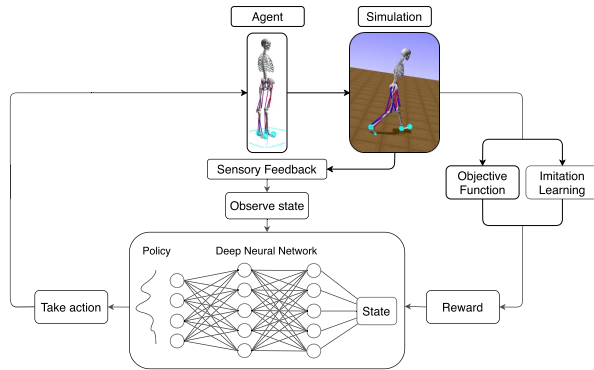 Agent
Simulation
Sensory Feedback
Objective
Function
Imitation
Learning
Observe state
Policy
Deep Neural Network
Take action
State
Reward